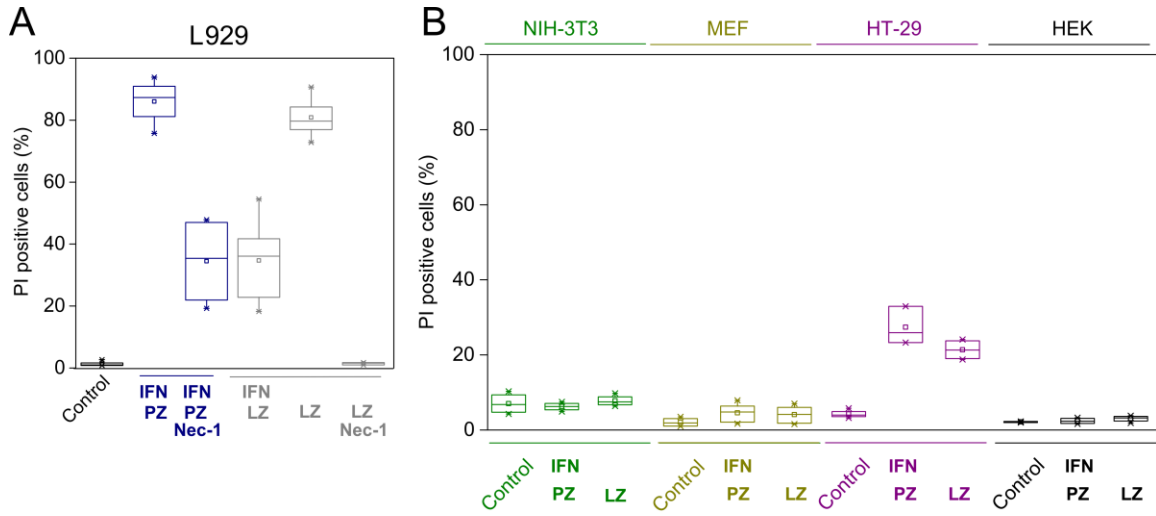 A
L929
PI positive cells (%)
100
80
60
40
20
0
Control
IFN
PZ
IFN
PZ
Nec-1
IFN
LZ
LZ
LZ
Nec-1
B
NIH-3T3 MEF HT-29 HEK
PI positive cells (%)
100
80
60
40
20
0
Control
IFN
PZ
LZ
Control
IFN
PZ
LZ
Control
IFN
PZ
LZ
Control
IFN
PZ
LZ